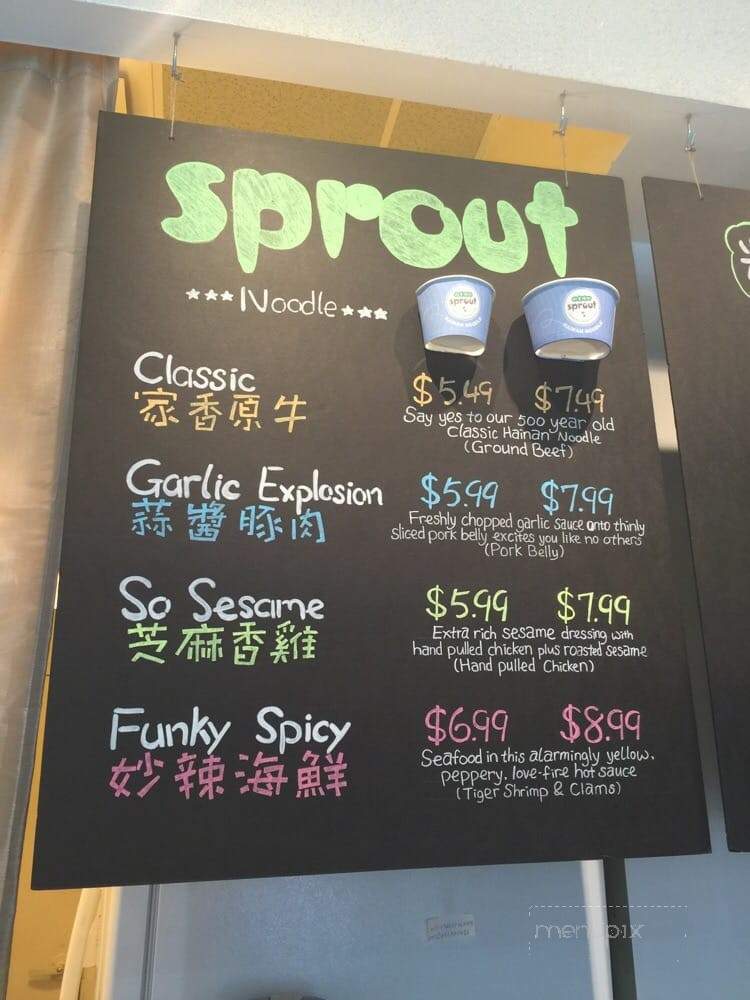 sprout
***Noodle***
sprout
HAINAN NOODLE
sprout
HAINAN NOODLE
Classic
家香原牛
$5.49 $7.49
Say yes to our 500 year old
Classic Hainan Noodle
(Ground Beef)
Garlic Explosion
蒜醬豚肉
$5.99 $7.99
Freshly chopped garlic sauce onto thinly
sliced pork belly excites you like no others
(Pork Belly)
So Sesame
芝麻香雞
$5.99 $7.99
Extra rich sesame dressing with
hand pulled chicken plus roasted sesame
(Hand pulled Chicken)
Funky Spicy
妙辣海鮮
$6.99 $8.99
Seafood in this alarmingly yellow,
peppery, love-fire hot sauce
(Tiger Shrimp & Clams)
menupix